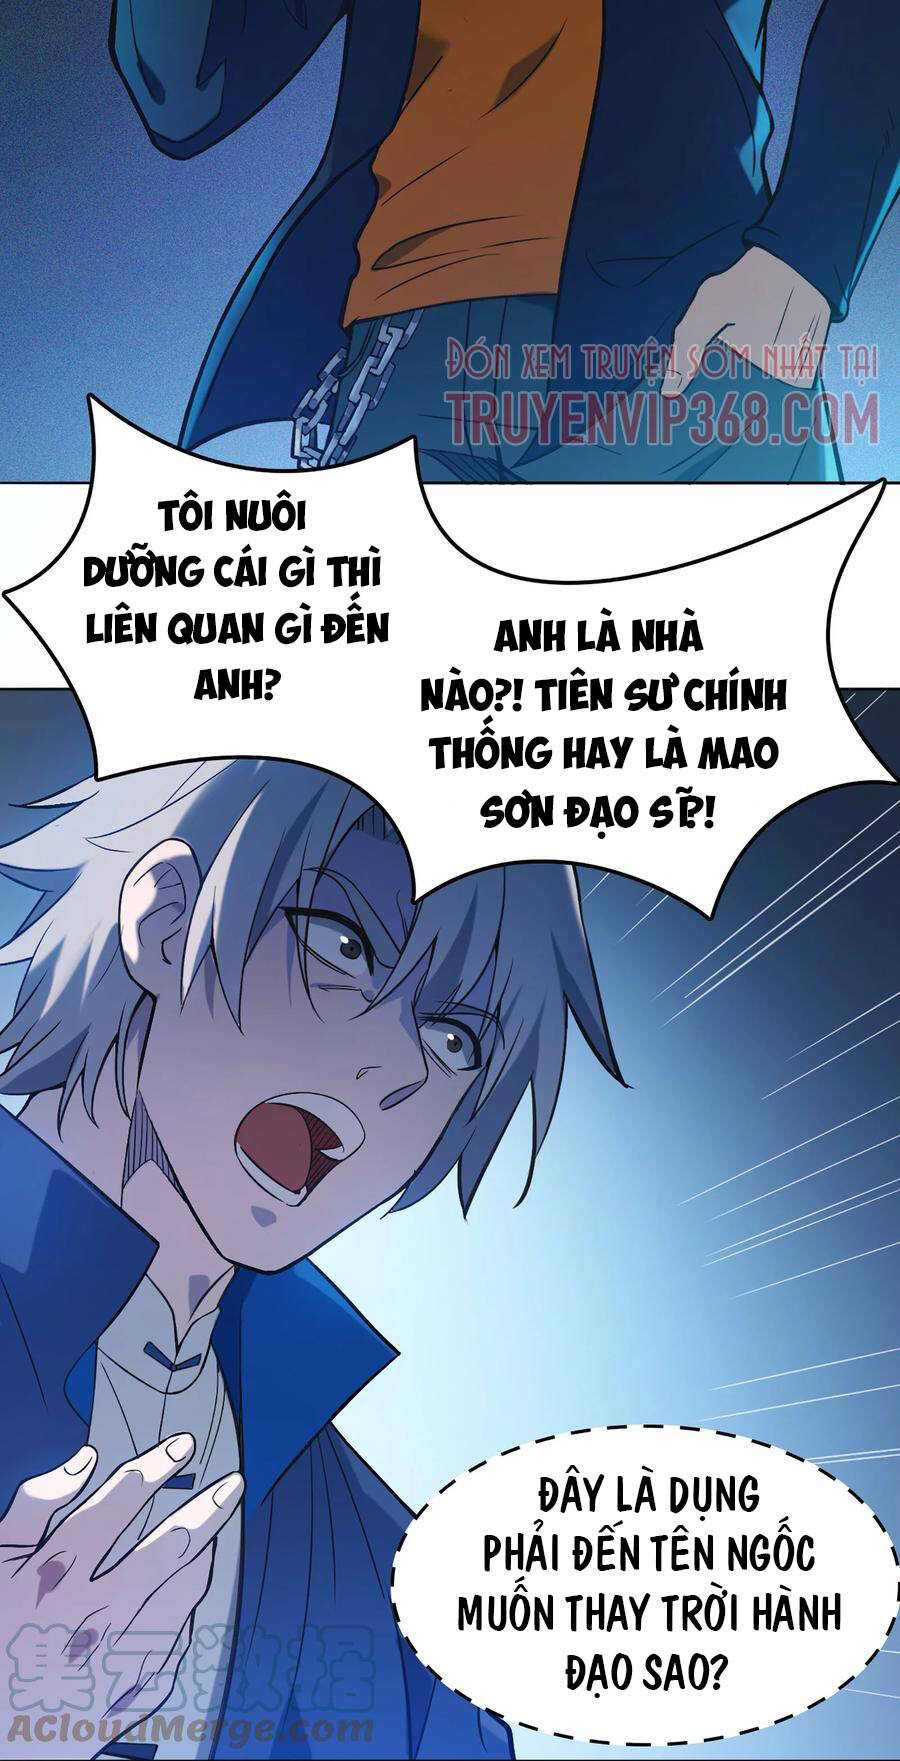 ĐÓN XEM TRUYỆN SỚM NHẤT TẠI
TRUYENVIP368.COM
TÔI NUÔI
DƯỠNG CÁI GÌ THÌ
LIÊN QUAN GÌ ĐẾN
ANH?
ANH LÀ NHÀ
NÀO?! TIÊN SƯ CHÍNH
THỐNG HAY LÀ MAO
SƠN ĐẠO SĨ?!
ĐÂY LÀ DỤNG
PHẢI ĐẾN TÊN NGỐC
MUỐN THAY TRỜI HÀNH
ĐẠO SAO?
集云数据
ACloudMerge.com